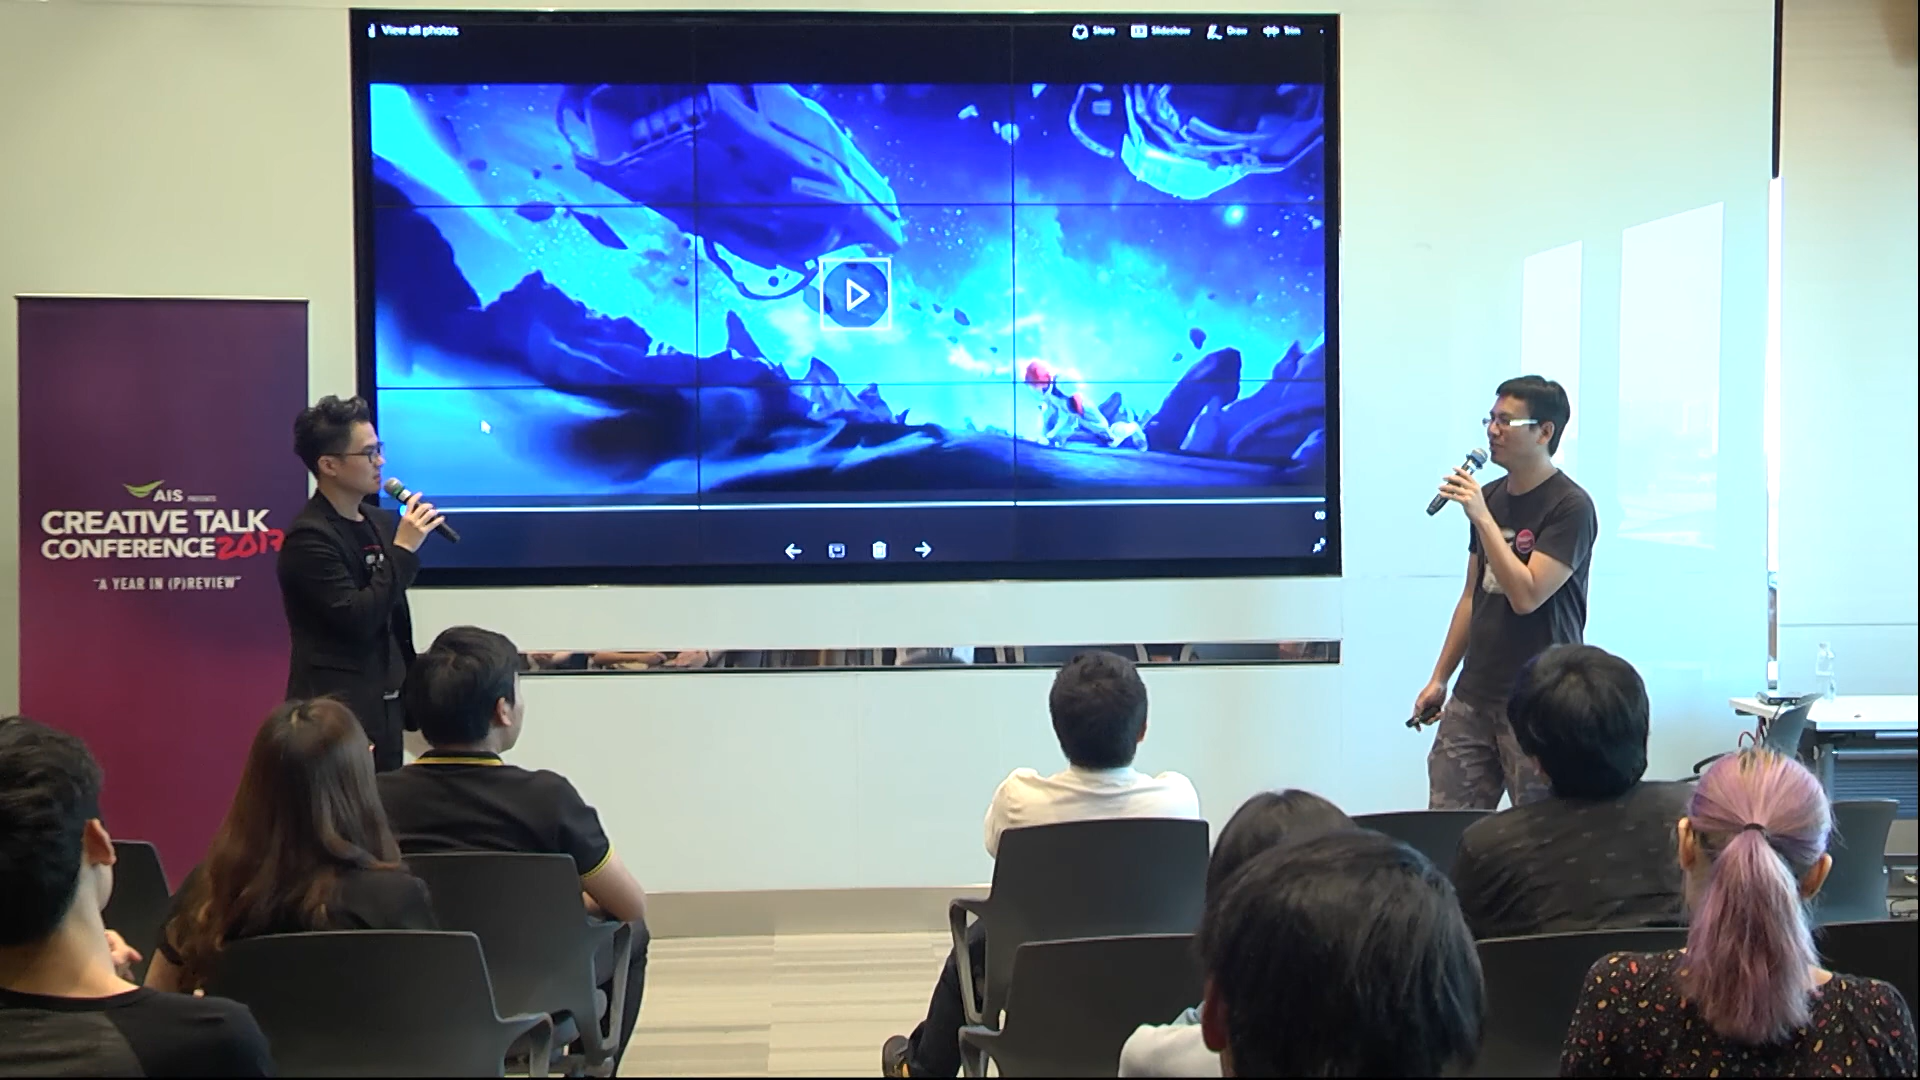 View all photos
Share
Slideshow
Draw
Trim
AIS PRESENTS
CREATIVE TALK
CONFERENCE 2017
"A YEAR IN (P)REVIEW"